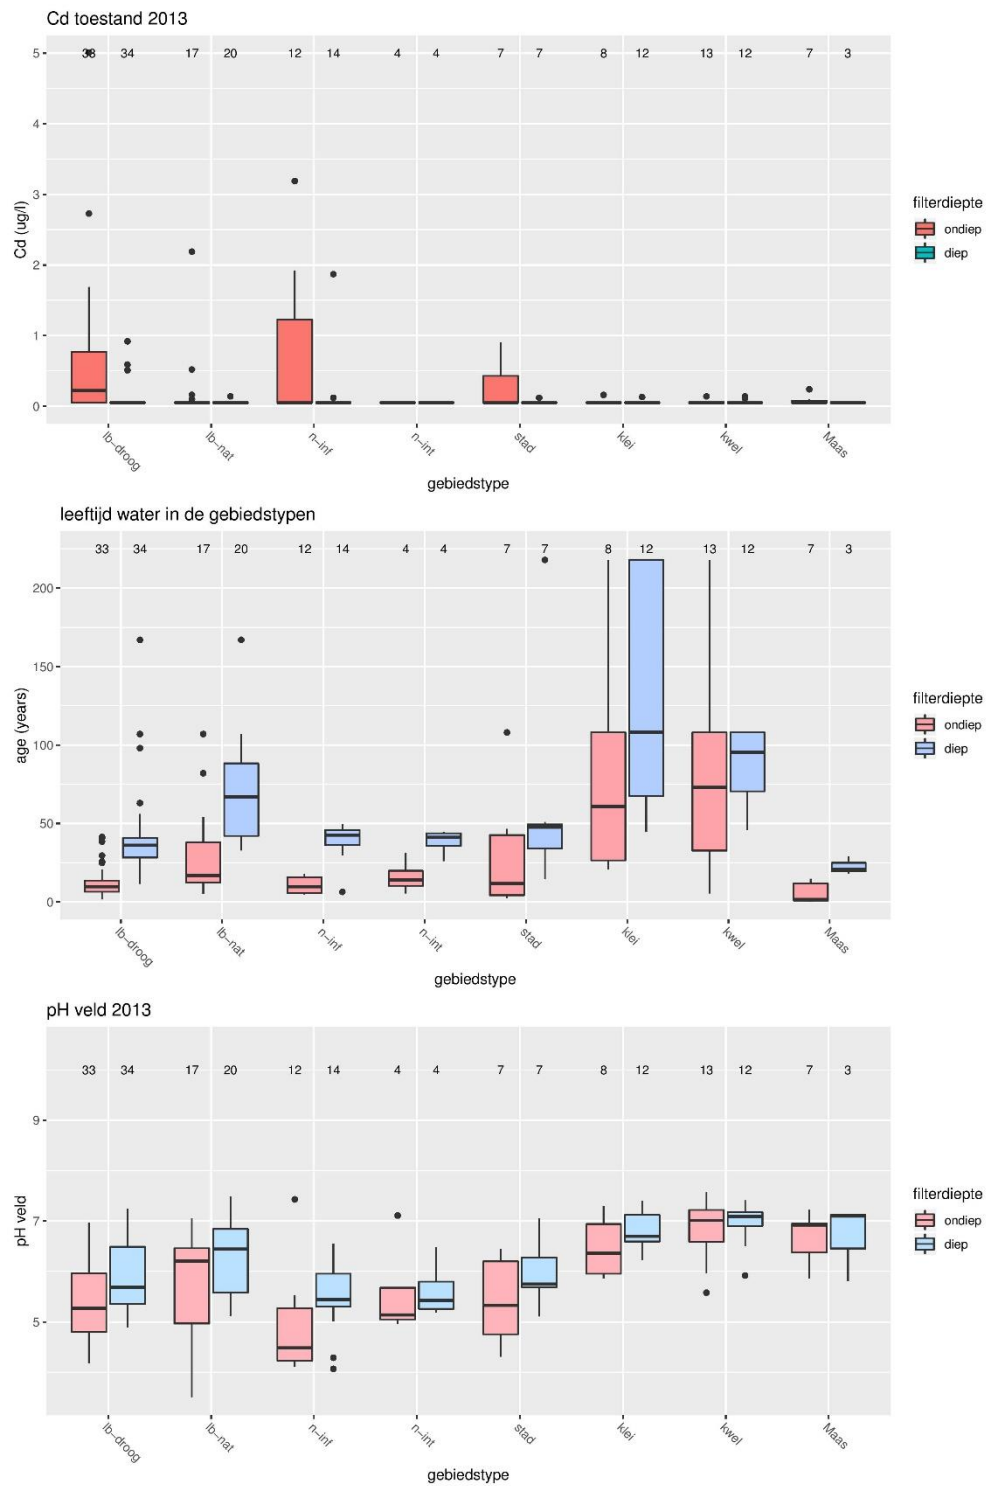 Cd toestand 2013
33 34 17 20 12 14 4 4 7 7 8 12 13 12 7 3
5
4
3
2
1
0
Cd (ug/l)
lb-droog lb-nat n-inf n-int stad klei kwel Maas
gebiedstype
filterdiepte
ondiep
diep
leeftijd water in de gebiedstypen
33 34 17 20 12 14 4 4 7 7 8 12 13 12 7 3
200
150
100
50
0
age (years)
lb-droog lb-nat n-inf n-int stad klei kwel Maas
gebiedstype
filterdiepte
ondiep
diep
pH veld 2013
33 34 17 20 12 14 4 4 7 7 8 12 13 12 7 3
9
7
5
pH veld
lb-droog lb-nat n-inf n-int stad klei kwel Maas
gebiedstype
filterdiepte
ondiep
diep